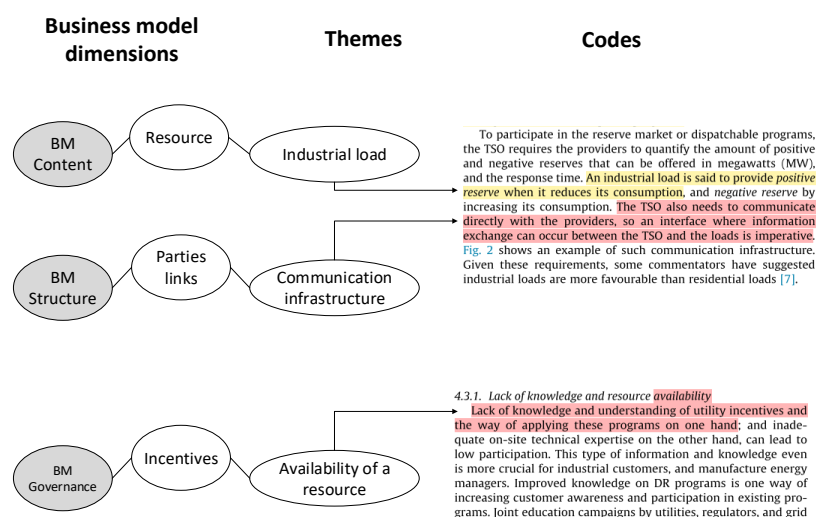 Business model
dimensions
Themes
Codes
BM
Content
Resource
Industrial load
To participate in the reserve market or dispatchable programs,
the TSO requires the providers to quantify the amount of positive
and negative reserves that can be offered in megawatts (MW),
and the response time. An industrial load is said to provide positive
reserve when it reduces its consumption, and negative reserve by
increasing its consumption. The TSO also needs to communicate
directly with the providers, so an interface where information
exchange can occur between the TSO and the loads is imperative.
Fig. 2 shows an example of such communication infrastructure.
Given these requirements, some commentators have suggested
industrial loads are more favourable than residential loads [7].
BM
Structure
Parties
links
Communication
infrastructure
BM
Governance
Incentives
Availability of a
resource
4.3.1. Lack of knowledge and resource availability
Lack of knowledge and understanding of utility incentives and
the way of applying these programs on one hand; and inade-
quate on-site technical expertise on the other hand, can lead to
low participation. This type of information and knowledge even
is more crucial for industrial customers, and manufacture energy
managers. Improved knowledge on DR programs is one way of
increasing customer awareness and participation in existing pro-
grams. Joint education campaigns by utilities, regulators, and grid